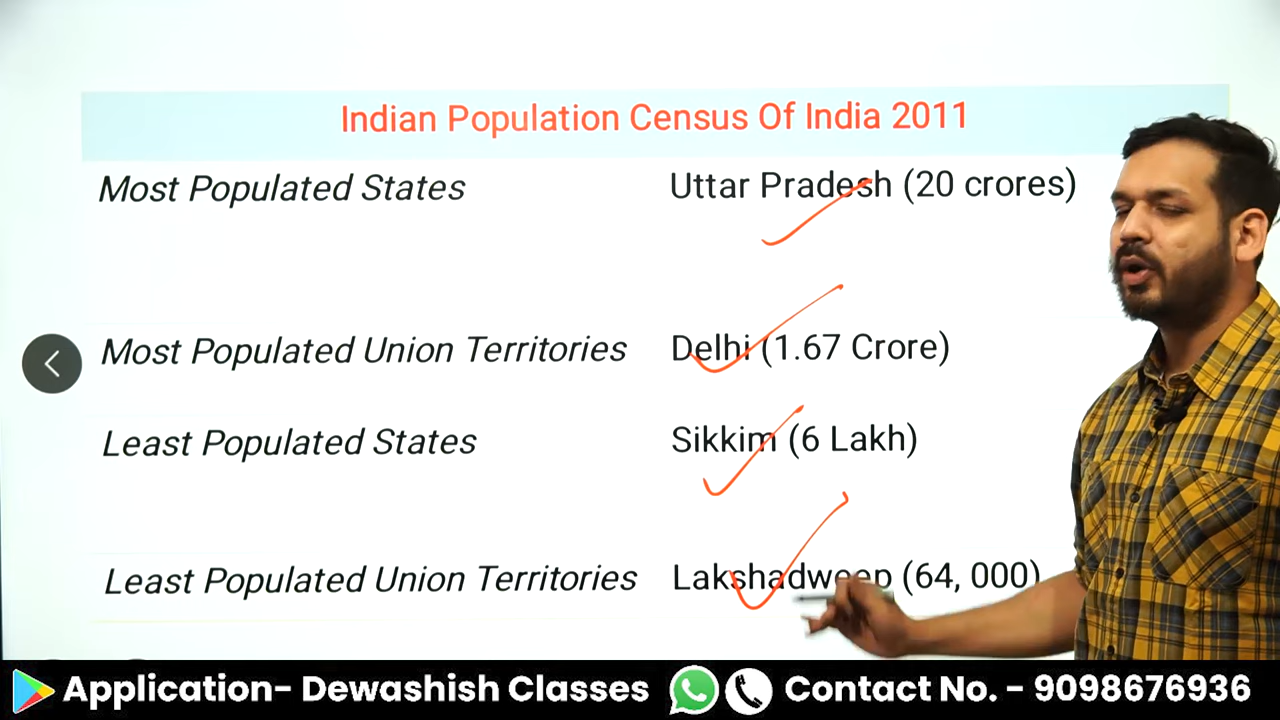 Indian Population Census Of India 2011
Most Populated States Uttar Pradesh (20 crores)
Most Populated Union Territories Delhi (1.67 Crore)
Least Populated States Sikkim (6 Lakh)
Least Populated Union Territories Lakshadweep (64, 000)
Application- Dewashish Classes Contact No. - 9098676936